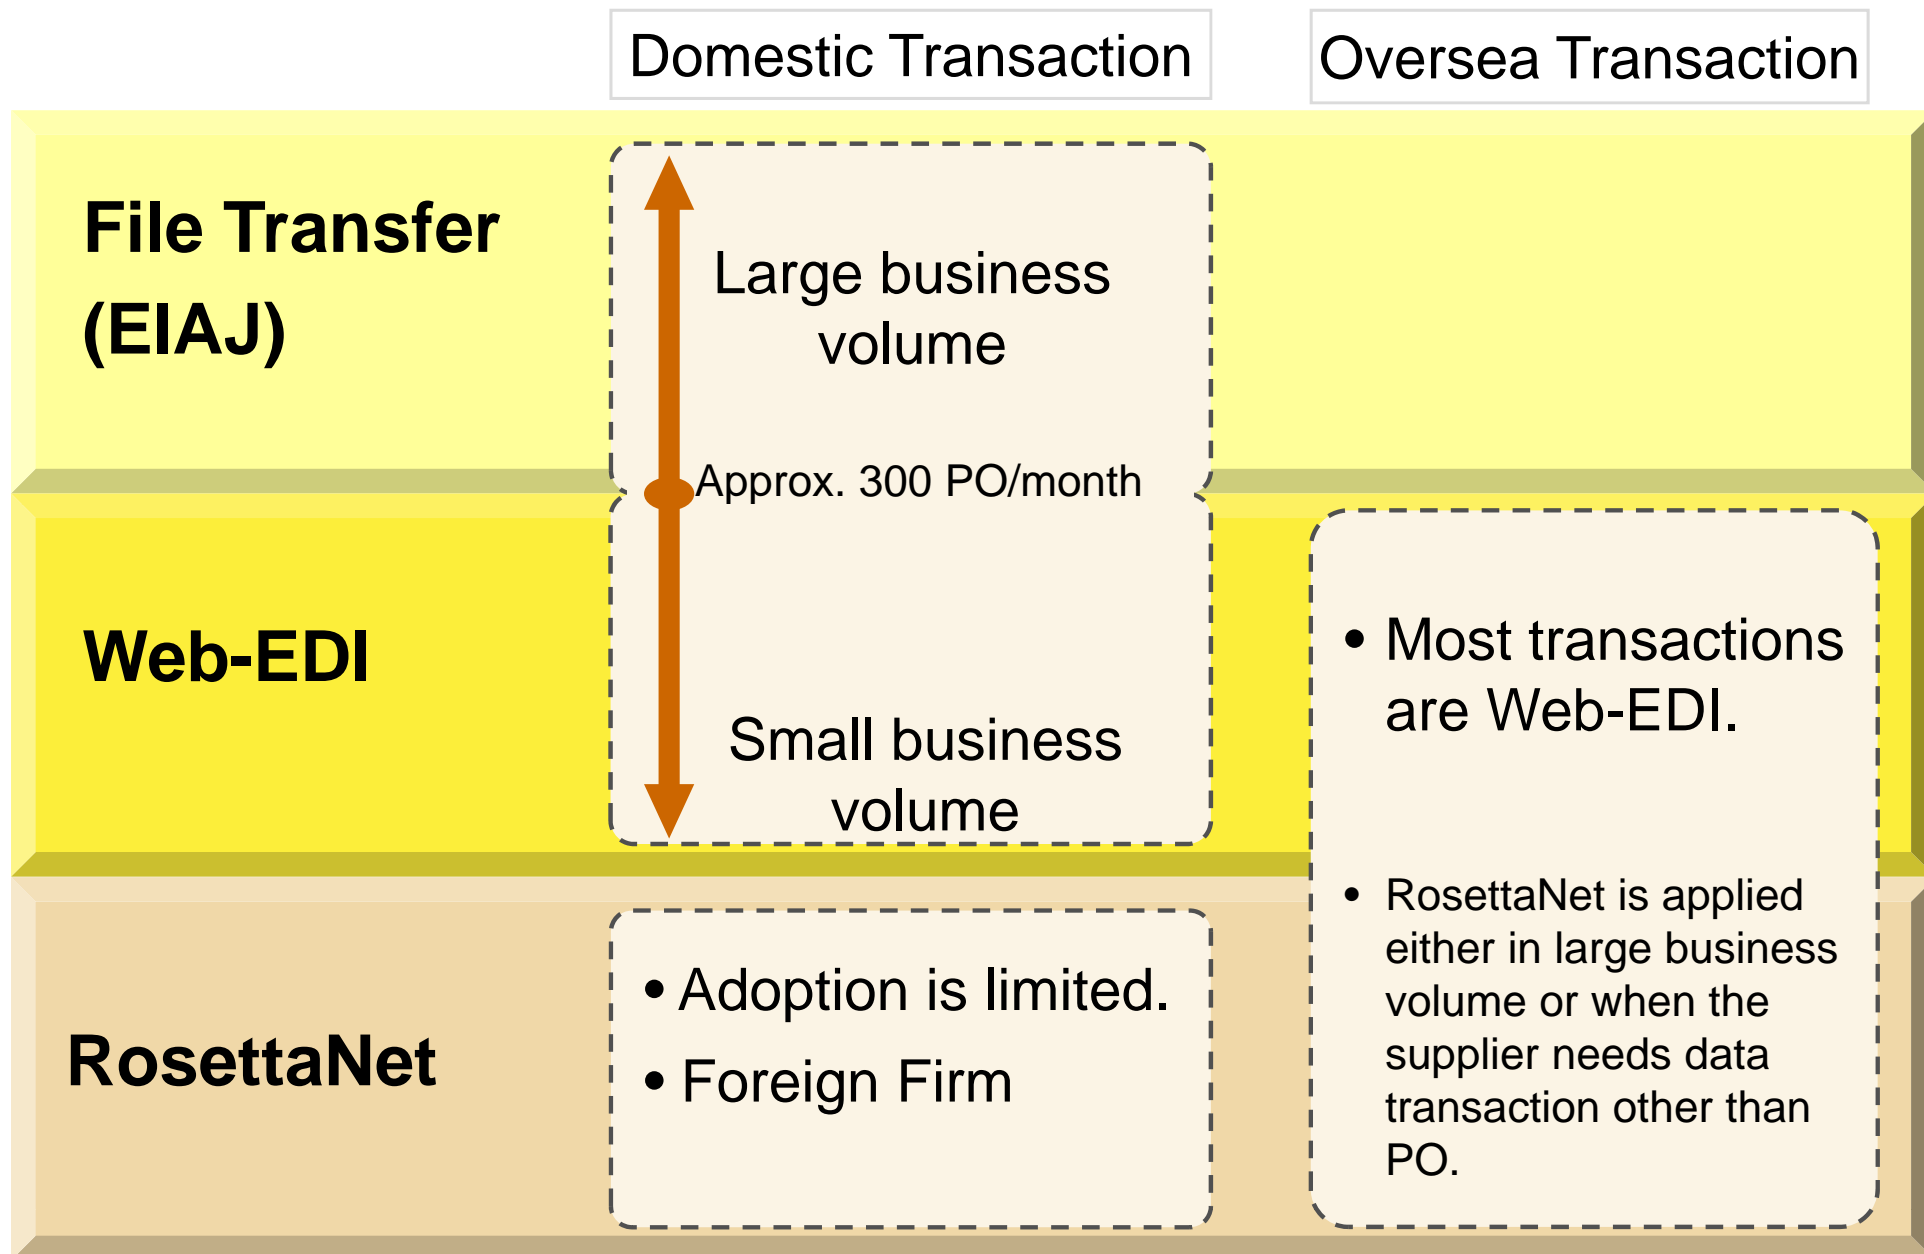 Domestic Transaction
Oversea Transaction
File Transfer
(EIAJ)
Large business
volume
Approx. 300 PO/month
Web-EDI
Small business
volume
• Most transactions
are Web-EDI.
• RosettaNet is applied
either in large business
volume or when the
supplier needs data
transaction other than
PO.
RosettaNet
• Adoption is limited.
• Foreign Firm